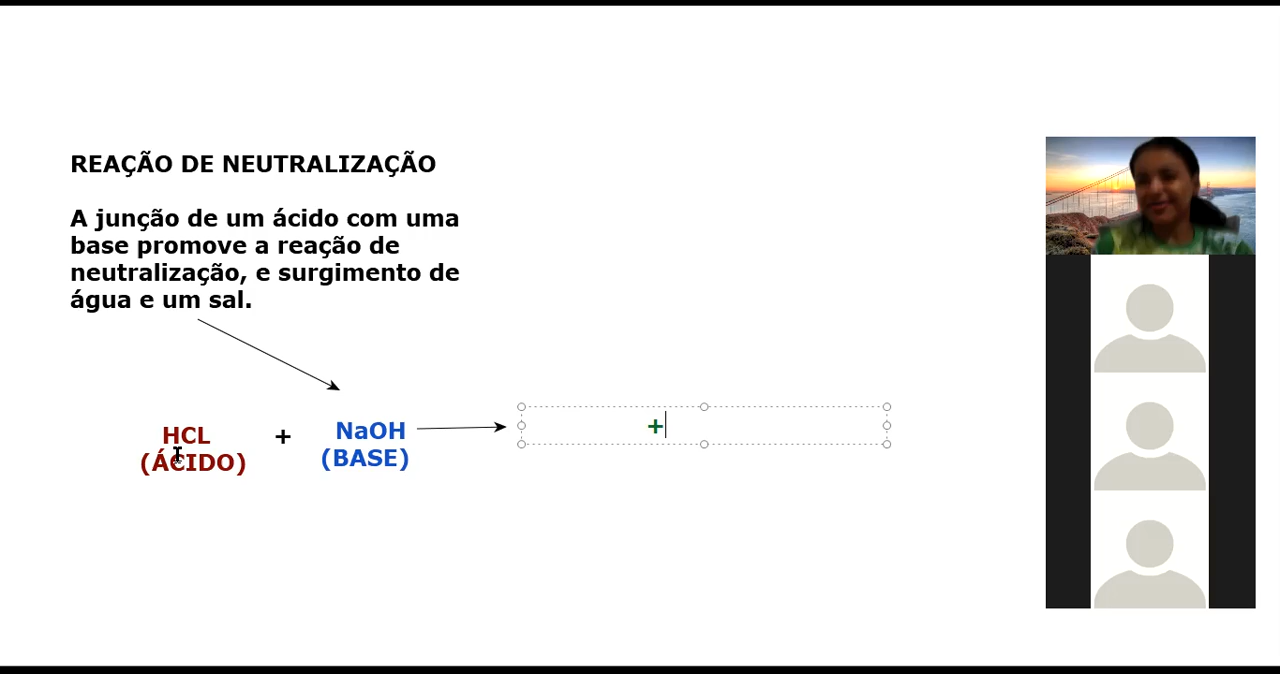 REAÇÃO DE NEUTRALIZAÇÃO
A junção de um ácido com uma
base promove a reação de
neutralização, e surgimento de
água e um sal.
HCL + NaOH +
(ÁCIDO) (BASE)